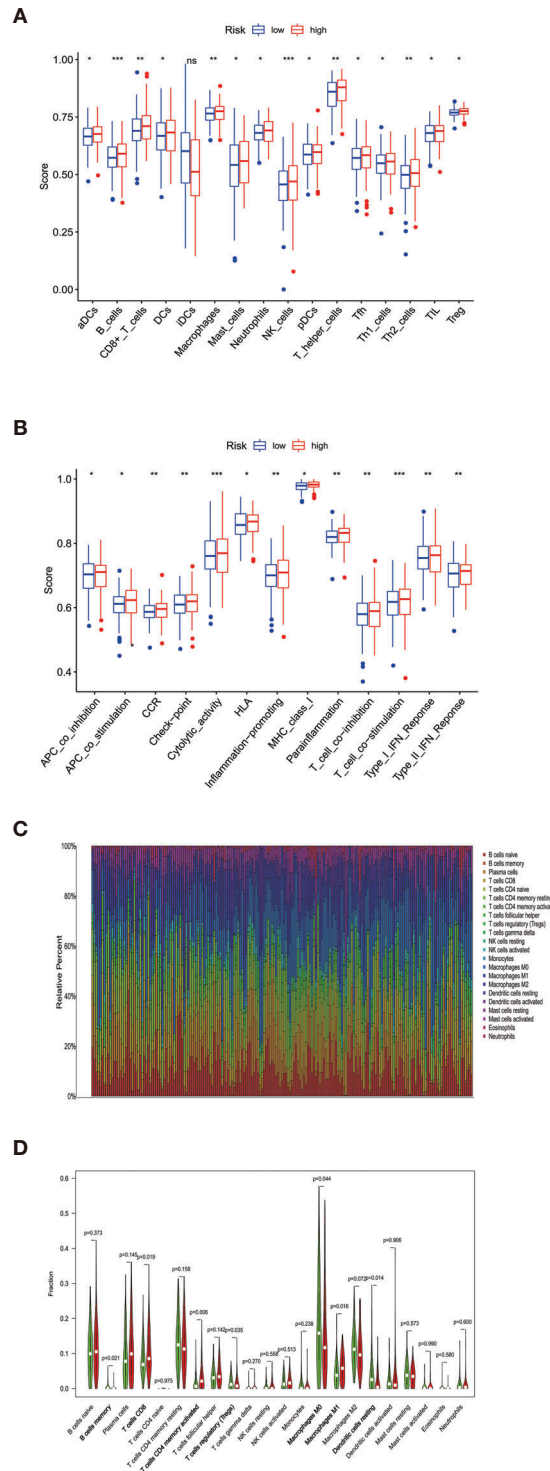 A
Risk low high
* *** ** * ns ** * * *** * ** * * ** * *
Score
1.00
0.75
0.50
0.25
0.00
aDCs
B_cells
CD8+_T_cells
DCs
iDCs
Macrophages
Mast_cells
Neutrophils
NK_cells
pDCs
T_helper_cells
Tfh
Th1_cells
Th2_cells
TIL
Treg
B
Risk low high
* * ** ** *** * ** * ** ** *** ** **
Score
1.0
0.8
0.6
0.4
*
APC_co_inhibition
APC_co_stimulation
CCR
Check-point
Cytolytic_activity
HLA
Inflammation-promoting
MHC_class_I
Parainflammation
T_cell_co-inhibition
T_cell_co-stimulation
Type_I_IFN_Reponse
Type_II_IFN_Reponse
C
Relative Percent
100%
80%
60%
40%
20%
0%
B cells naive
B cells memory
Plasma cells
T cells CD8
T cells CD4 naive
T cells CD4 memory restin
T cells CD4 memory activa
T cells follicular helper
T cells regulatory (Tregs)
T cells gamma delta
NK cells resting
NK cells activated
Monocytes
Macrophages M0
Macrophages M1
Macrophages M2
Dendritic cells resting
Dendritic cells activated
Mast cells resting
Mast cells activated
Eosinophils
Neutrophils
D
Fraction
0.6
0.5
0.4
0.3
0.2
0.1
0.0
p=0.373
p=0.021
p=0.145
p=0.019
p=0.975
p=0.158
p=0.006
p=0.142
p=0.035
p=0.270
p=0.556
p=0.513
p=0.238
p=0.044
p=0.016
p=0.072
p=0.014
p=0.906
p=0.573
p=0.990
p=0.580
p=0.600
B cells naive
B cells memory
Plasma cells
T cells CD8
T cells CD4 naive
T cells CD4 memory resting
T cells CD4 memory activated
T cells follicular helper
T cells regulatory (Tregs)
T cells gamma delta
NK cells resting
NK cells activated
Monocytes
Macrophages M0
Macrophages M1
Macrophages M2
Dendritic cells resting
Dendritic cells activated
Mast cells resting
Mast cells activated
Eosinophils
Neutrophils